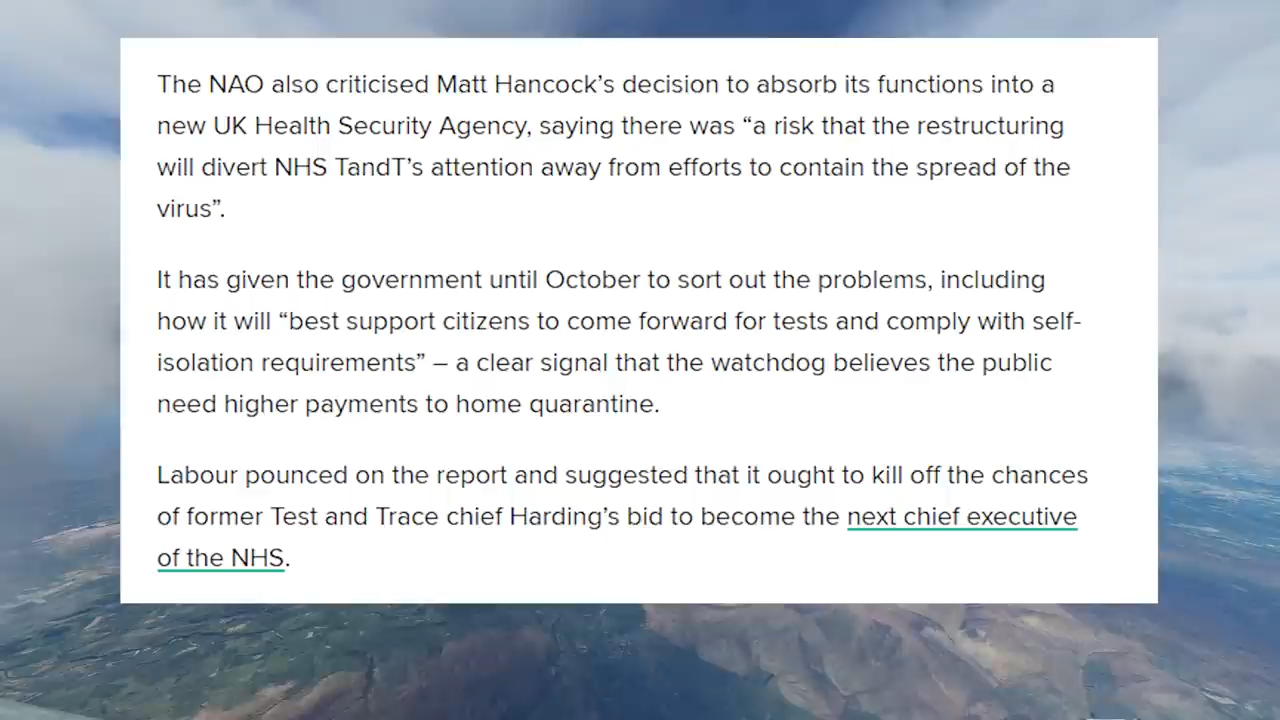 The NAO also criticised Matt Hancock’s decision to absorb its functions into a
new UK Health Security Agency, saying there was “a risk that the restructuring
will divert NHS TandT’s attention away from efforts to contain the spread of the
virus”.
It has given the government until October to sort out the problems, including
how it will “best support citizens to come forward for tests and comply with self-
isolation requirements” – a clear signal that the watchdog believes the public
need higher payments to home quarantine.
Labour pounced on the report and suggested that it ought to kill off the chances
of former Test and Trace chief Harding’s bid to become the next chief executive
of the NHS.